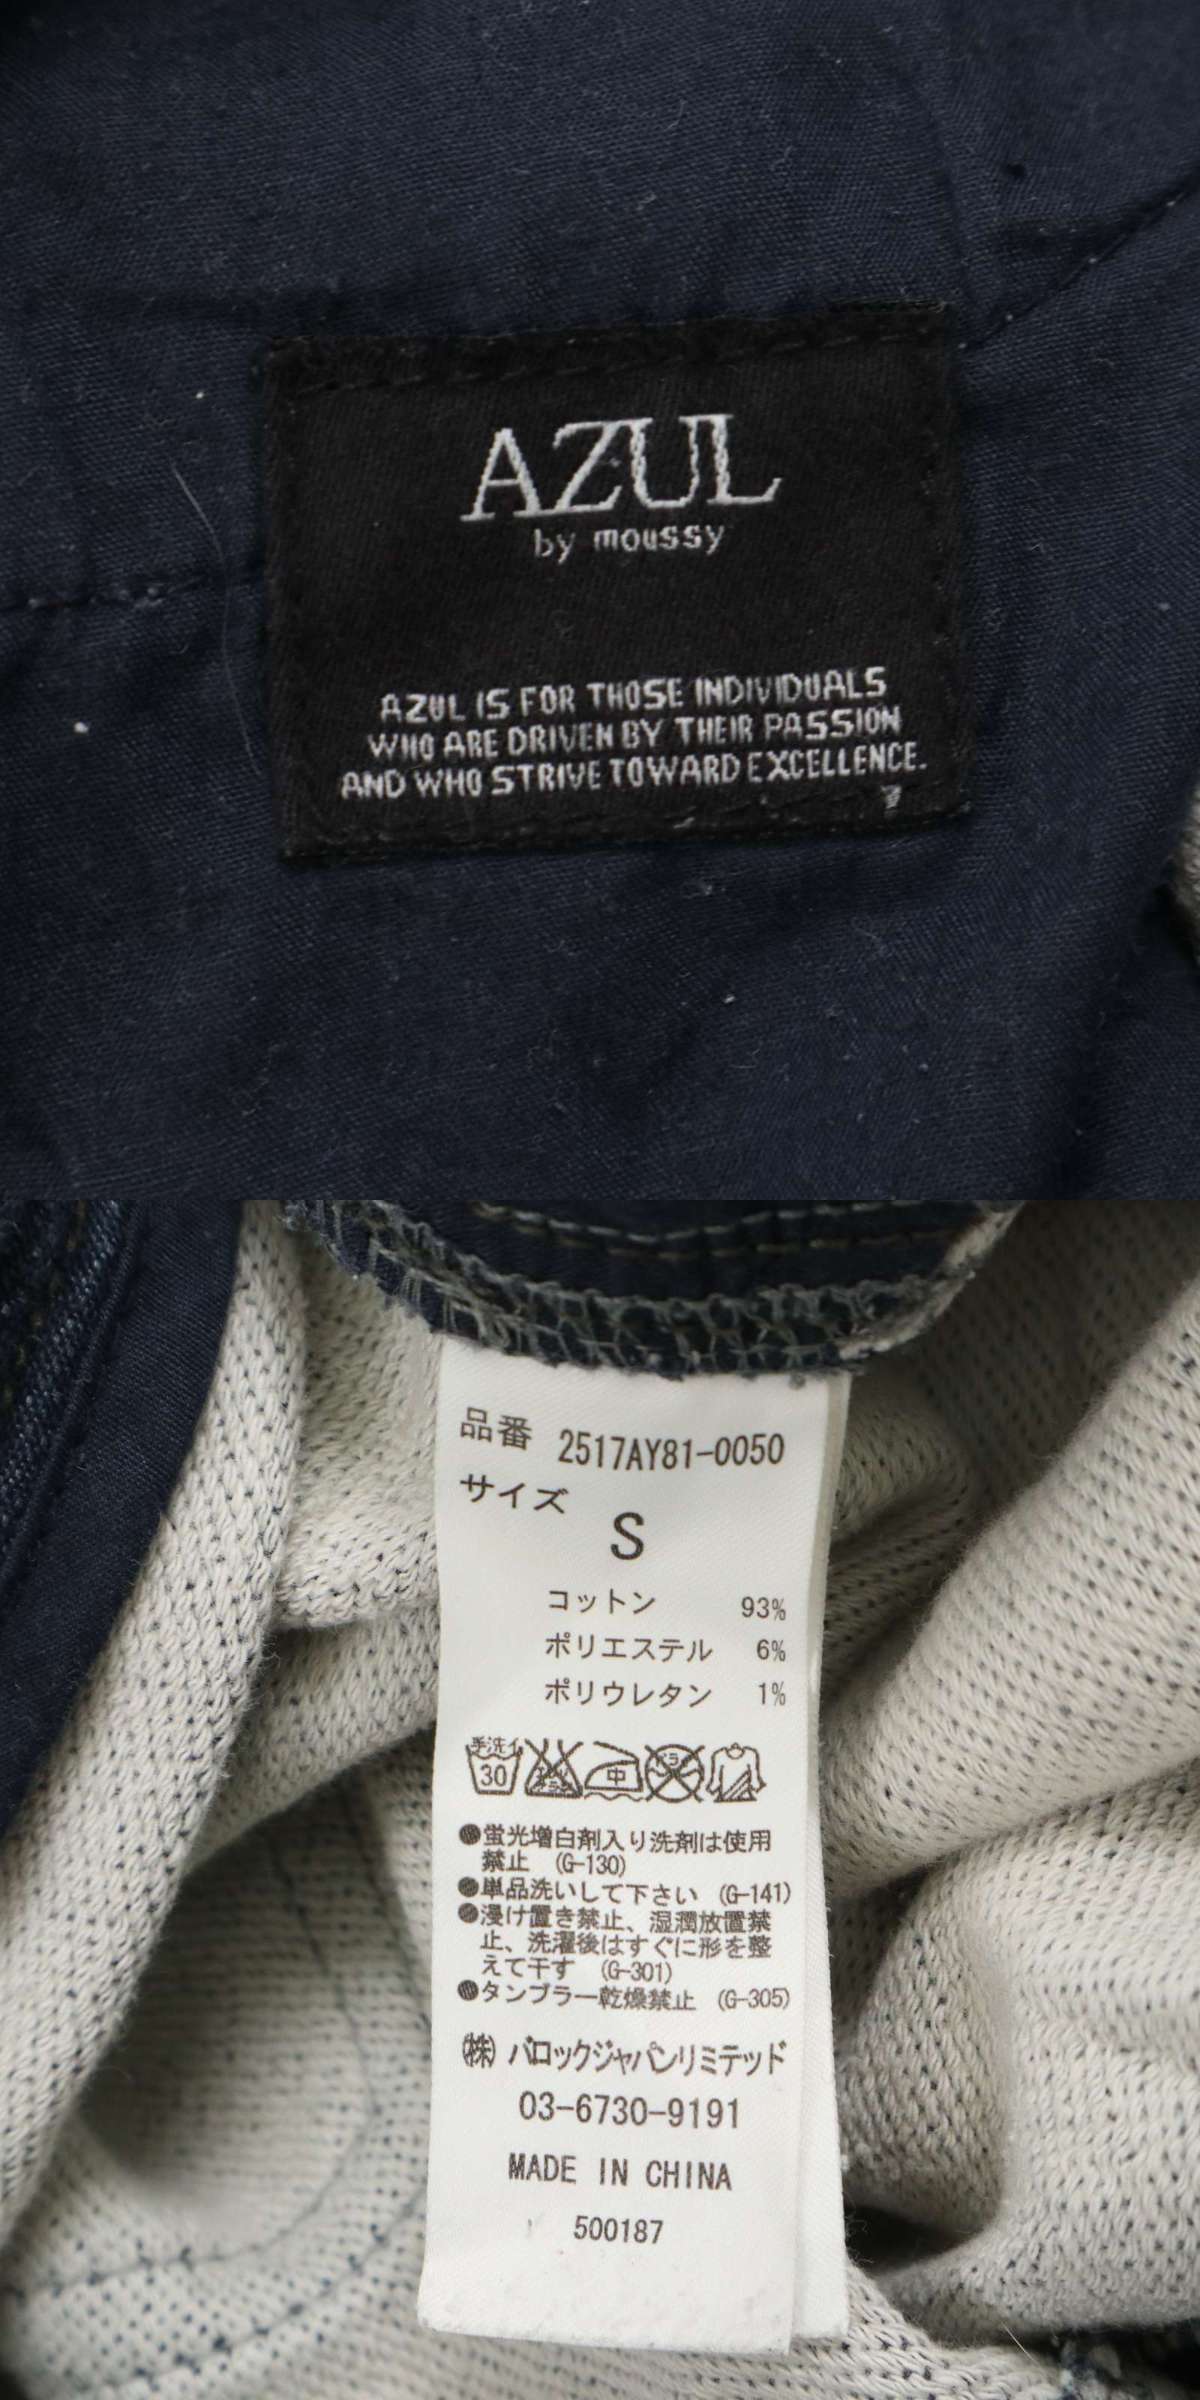 AZUL
by moussy
AZUL IS FOR THOSE INDIVIDUALS
WHO ARE DRIVEN BY THEIR PASSION
AND WHO STRIVE TOWARD EXCELLENCE.
品番 2517AY81-0050
サイズ
S
コットン 93%
ポリエステル 6%
ポリウレタン 1%
手洗イ
30
中
●蛍光増白剤入り洗剤は使用
禁止 (G-130)
●単品洗いして下さい (G-141)
●浸け置き禁止、湿潤放置禁
止、洗濯後はすぐに形を整
えて干す (G-301)
●タンブラー乾燥禁止 (G-305)
㈱バロックジャパンリミテッド
03-6730-9191
MADE IN CHINA
500187